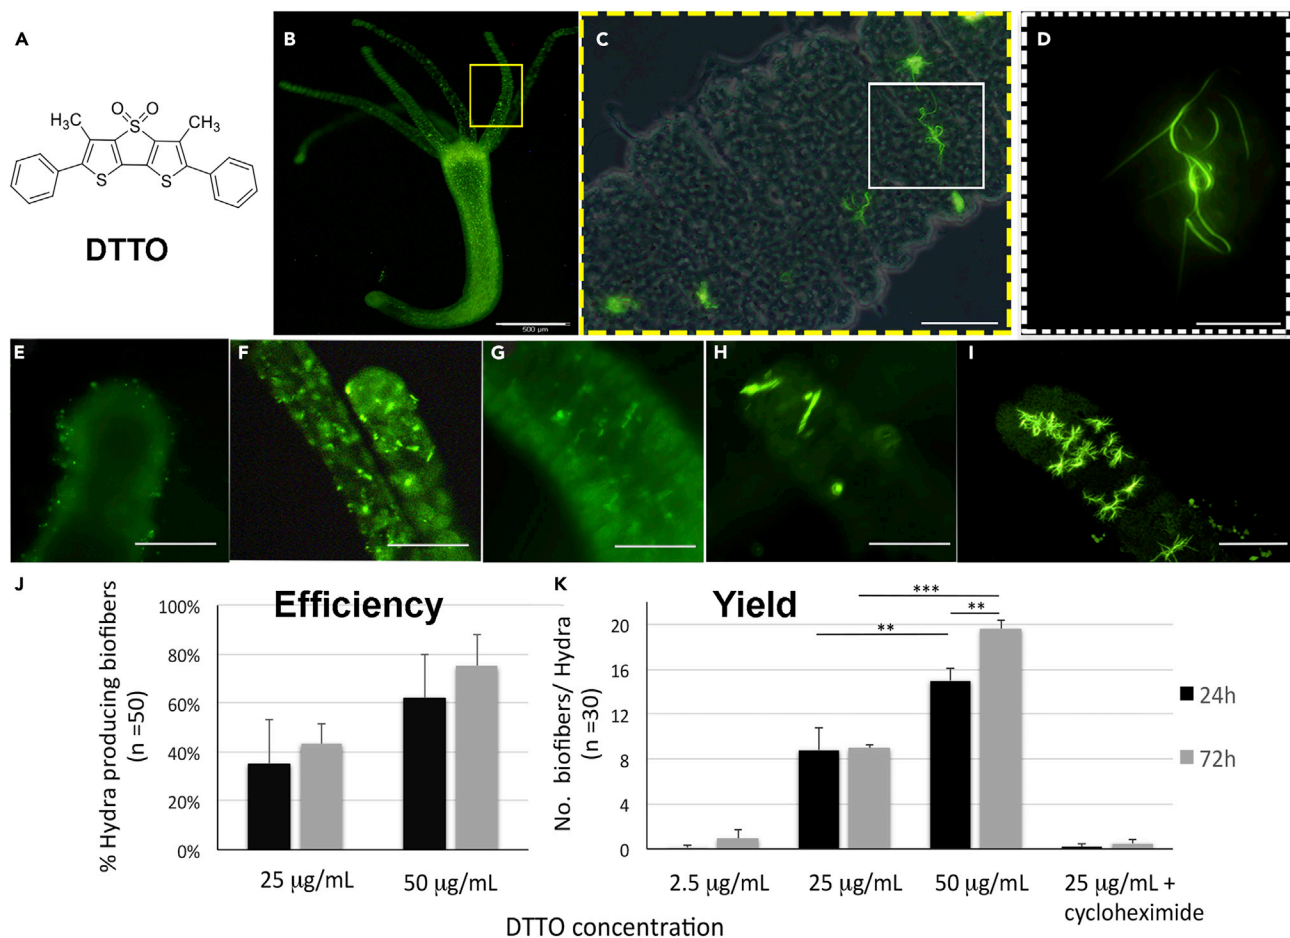 A
B
C
D
O O
S
H3C
CH3
S
S
DTTO
500 µm
E
F
G
H
I
J
Efficiency
% Hydra producing biofibers
(n =50)
100%
80%
60%
40%
20%
0%
25 µg/mL
50 µg/mL
K
Yield
***
**
**
No. biofibers/ Hydra
(n =30)
20
16
12
8
4
0
2.5 µg/mL
25 µg/mL
50 µg/mL
25 µg/mL +
cycloheximide
24h
72h
DTTO concentration